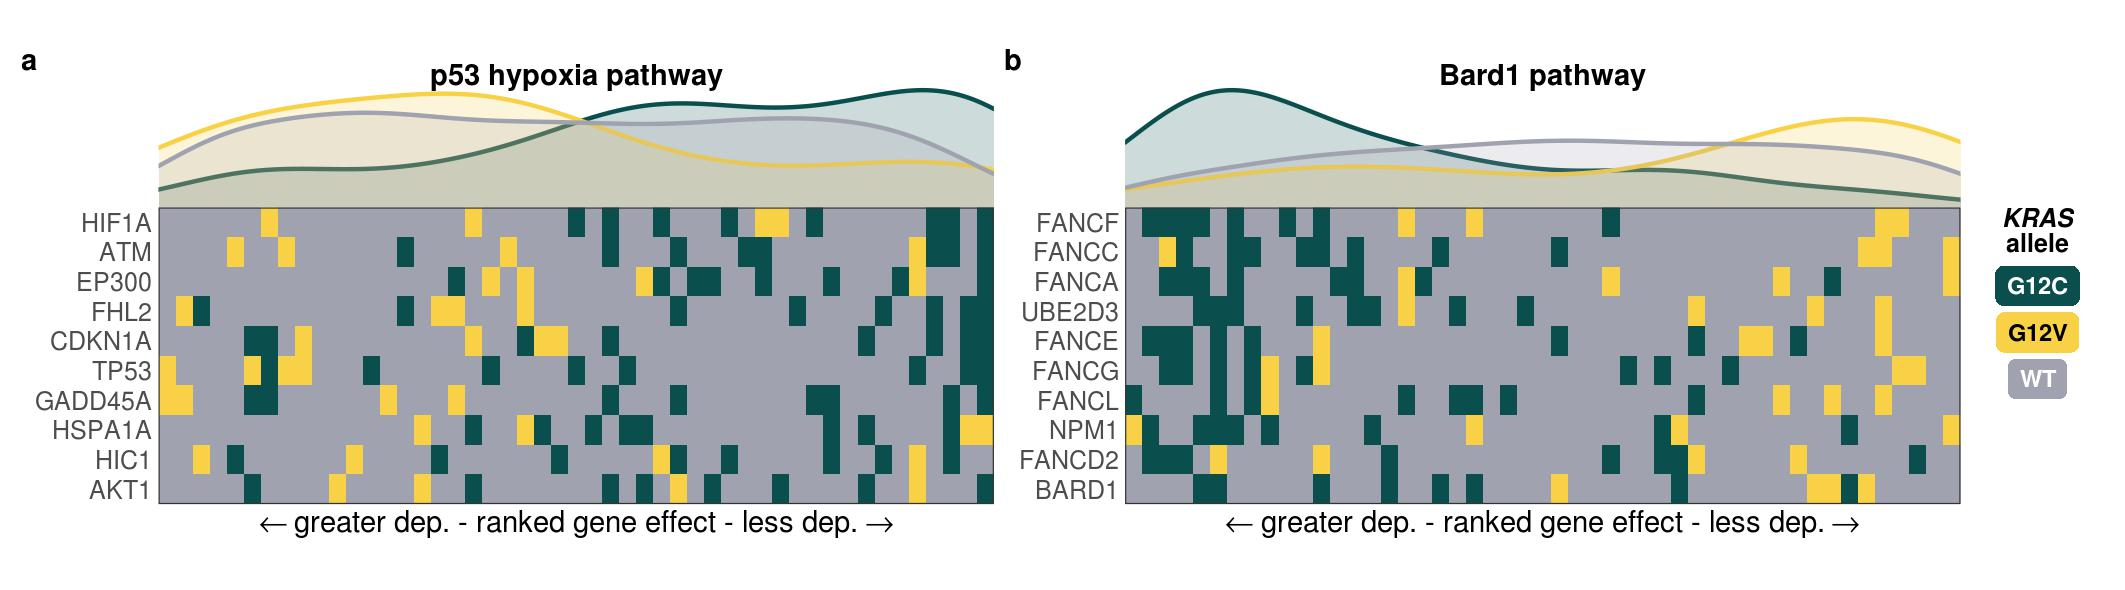 a
p53 hypoxia pathway
HIF1A
ATM
EP300
FHL2
CDKN1A
TP53
GADD45A
HSPA1A
HIC1
AKT1
← greater dep. - ranked gene effect - less dep. →
b
Bard1 pathway
FANCF
FANCC
FANCA
UBE2D3
FANCE
FANCG
FANCL
NPM1
FANCD2
BARD1
← greater dep. - ranked gene effect - less dep. →
KRAS
allele
G12C
G12V
WT